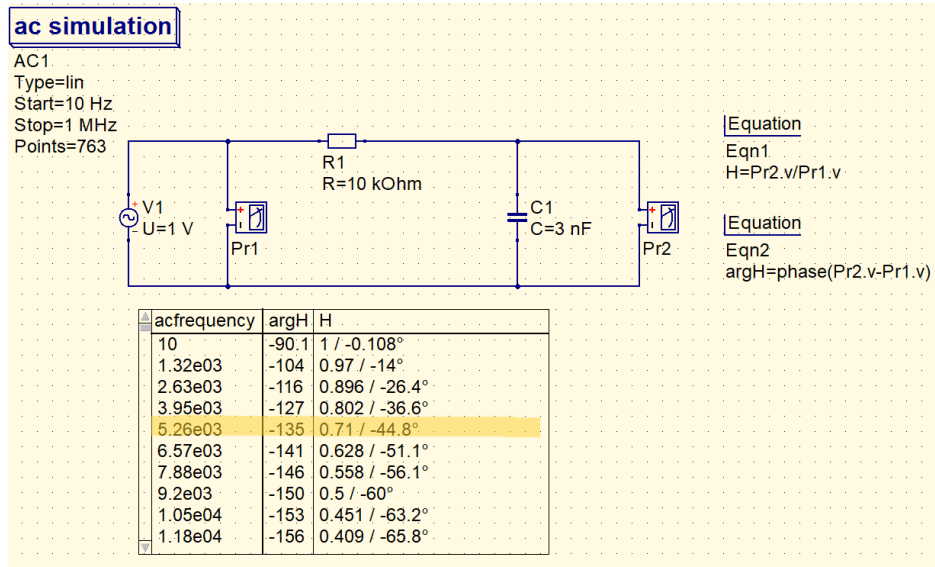 ac simulation
AC1
Type=lin
Start=10 Hz
Stop=1 MHz
Points=763
R1
R=10 kOhm
V1
U=1 V
Pr1
C1
C=3 nF
Pr2
Equation
Eqn1
H=Pr2.v/Pr1.v
Equation
Eqn2
argH=phase(Pr2.v-Pr1.v)
acfrequency argH H
10 -90.1 1 / -0.108°
1.32e03 -104 0.97 / -14°
2.63e03 -116 0.896 / -26.4°
3.95e03 -127 0.802 / -36.6°
5.26e03 -135 0.71 / -44.8°
6.57e03 -141 0.628 / -51.1°
7.88e03 -146 0.558 / -56.1°
9.2e03 -150 0.5 / -60°
1.05e04 -153 0.451 / -63.2°
1.18e04 -156 0.409 / -65.8°